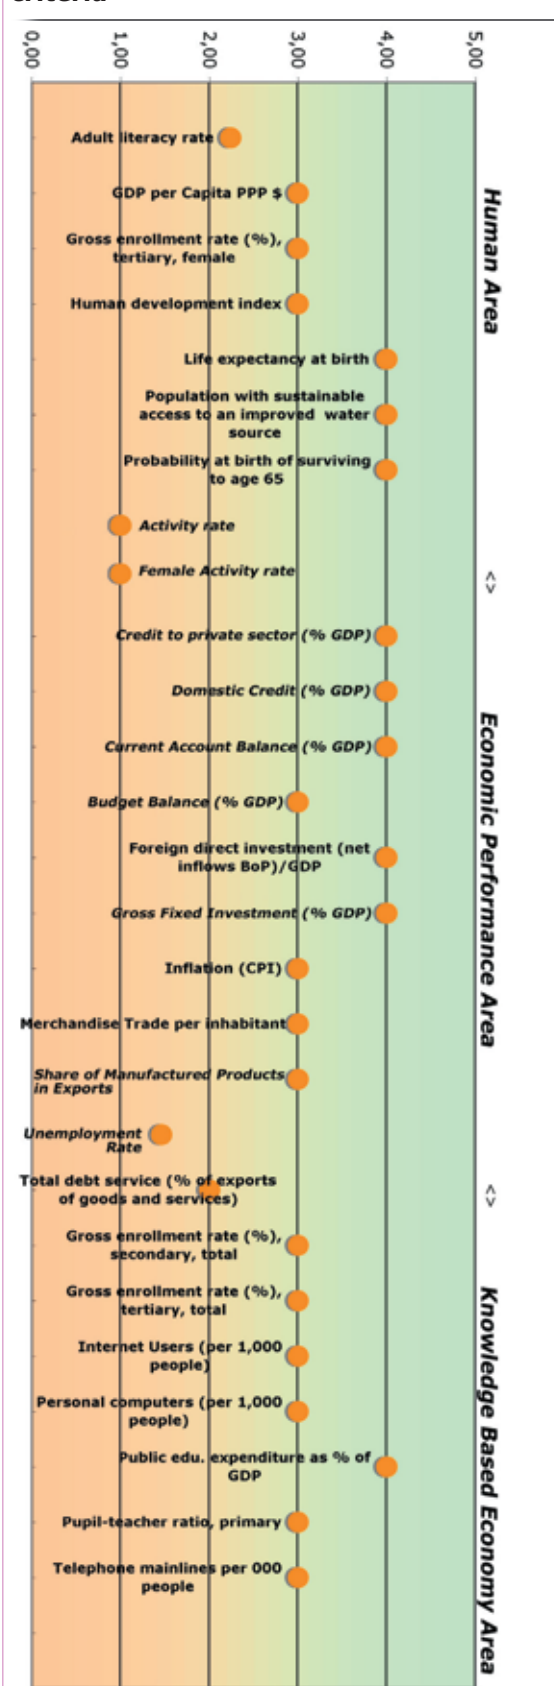 criteria
0,00
1,00
2,00
3,00
4,00
5,00
Human Area
Adult literacy rate
GDP per Capita PPP $
Gross enrollment rate (%),
tertiary, female
Human development index
Life expectancy at birth
Population with sustainable
access to an improved water
source
Probability at birth of surviving
to age 65
Activity rate
Female Activity rate
<>
Economic Performance Area
Credit to private sector (% GDP)
Domestic Credit (% GDP)
Current Account Balance (% GDP)
Budget Balance (% GDP)
Foreign direct investment (net
inflows BoP)/GDP
Gross Fixed Investment (% GDP)
Inflation (CPI)
Merchandise Trade per inhabitant
Share of Manufactured Products
in Exports
Unemployment
Rate
Total debt service (% of exports
of goods and services)
<>
Knowledge Based Economy Area
Gross enrollment rate (%),
secondary, total
Gross enrollment rate (%),
tertiary, total
Internet Users (per 1,000
people)
Personal computers (per 1,000
people)
Public edu. expenditure as % of
GDP
Pupil-teacher ratio, primary
Telephone mainlines per 000
people